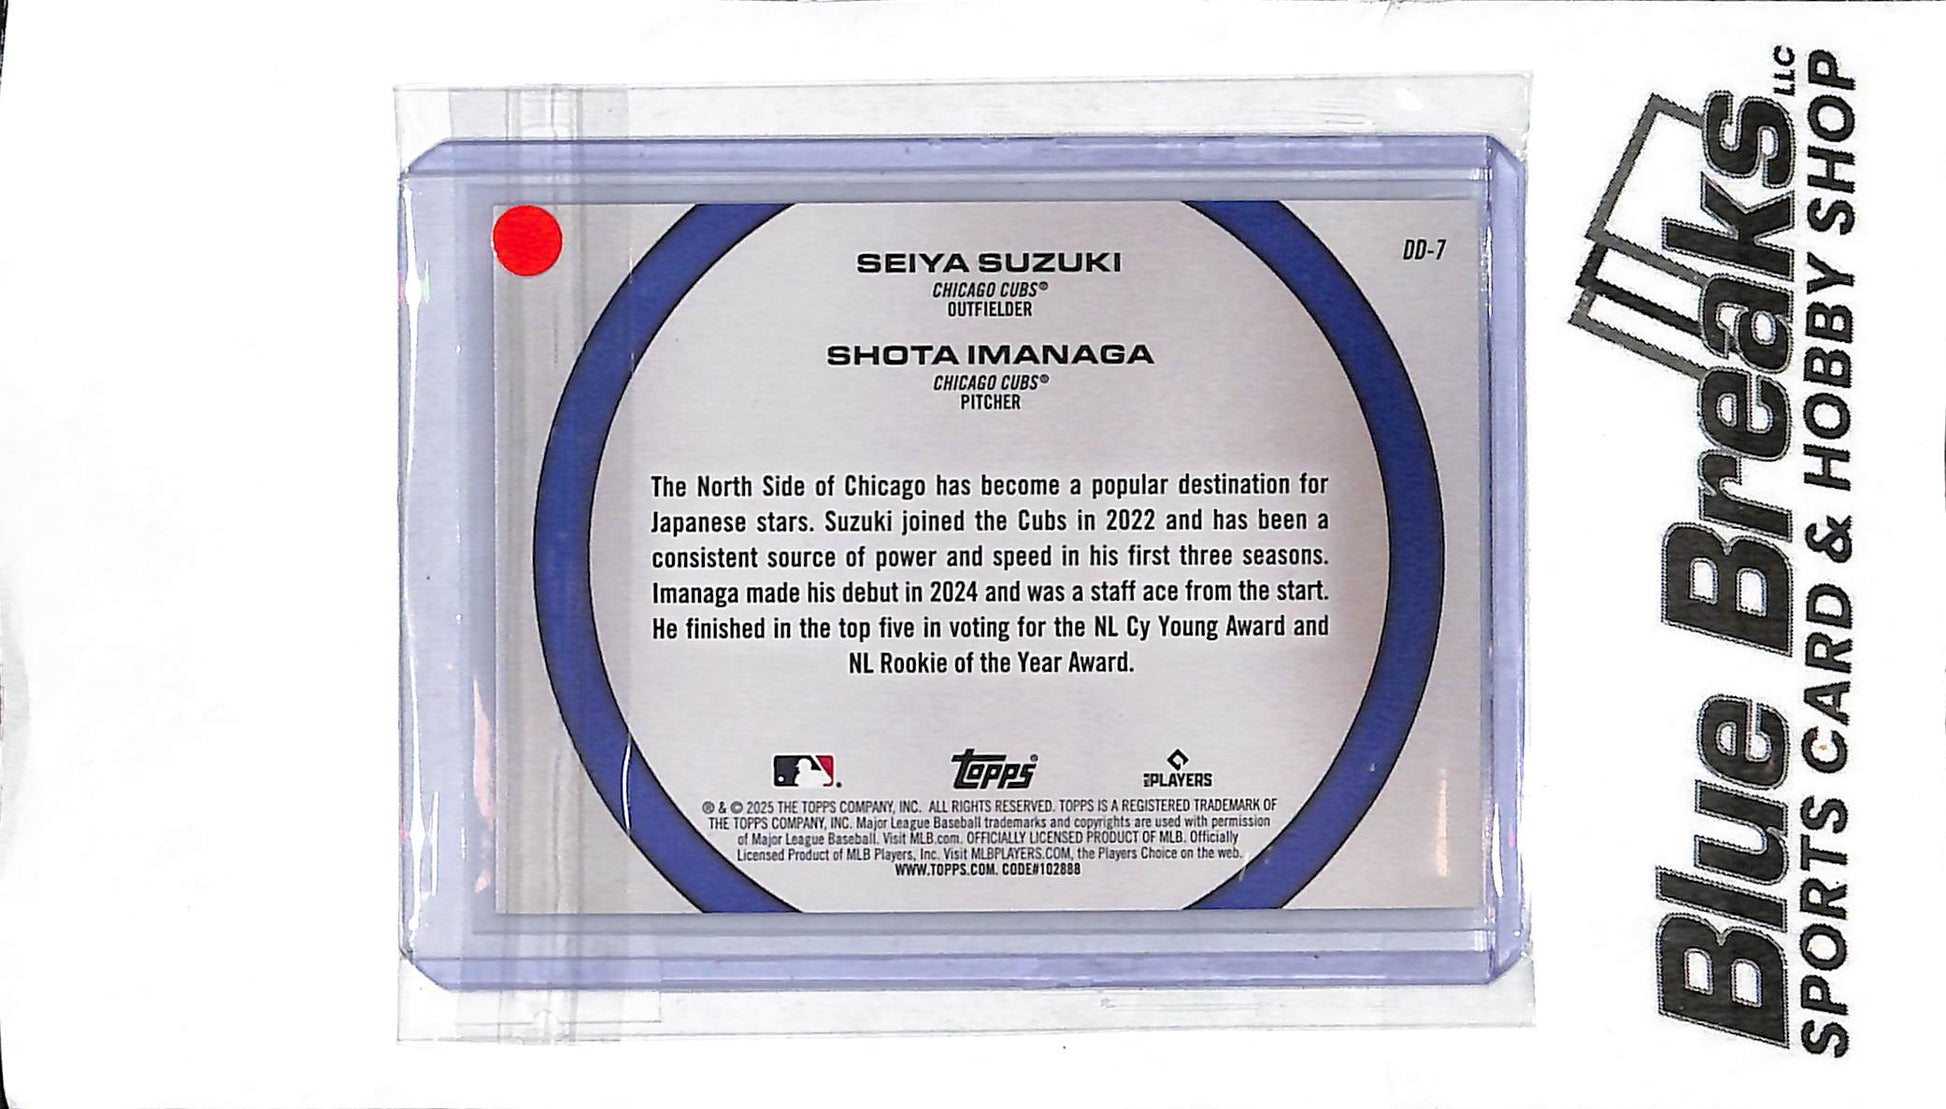 SEIYA SUZUKI
CHICAGO CUBS®
OUTFIELDER
DD-7
SHOTA IMANAGA
CHICAGO CUBS®
PITCHER
The North Side of Chicago has become a popular destination for
Japanese stars. Suzuki joined the Cubs in 2022 and has been a
consistent source of power and speed in his first three seasons.
Imanaga made his debut in 2024 and was a staff ace from the start.
He finished in the top five in voting for the NL Cy Young Award and
NL Rookie of the Year Award.
Topps®
MLB PLAYERS
® & © 2025 THE TOPPS COMPANY, INC. ALL RIGHTS RESERVED. TOPPS IS A REGISTERED TRADEMARK OF
THE TOPPS COMPANY, INC. Major League Baseball trademarks and copyrights are used with permission
of Major League Baseball. Visit MLB.com. OFFICIALLY LICENSED PRODUCT OF MLB. Officially
Licensed Product of MLB Players, Inc. Visit MLBPLAYERS.COM, the Players Choice on the web.
WWW.TOPPS.COM. CODE#102888
Blue Breaks LLC
SPORTS CARD & HOBBY SHOP